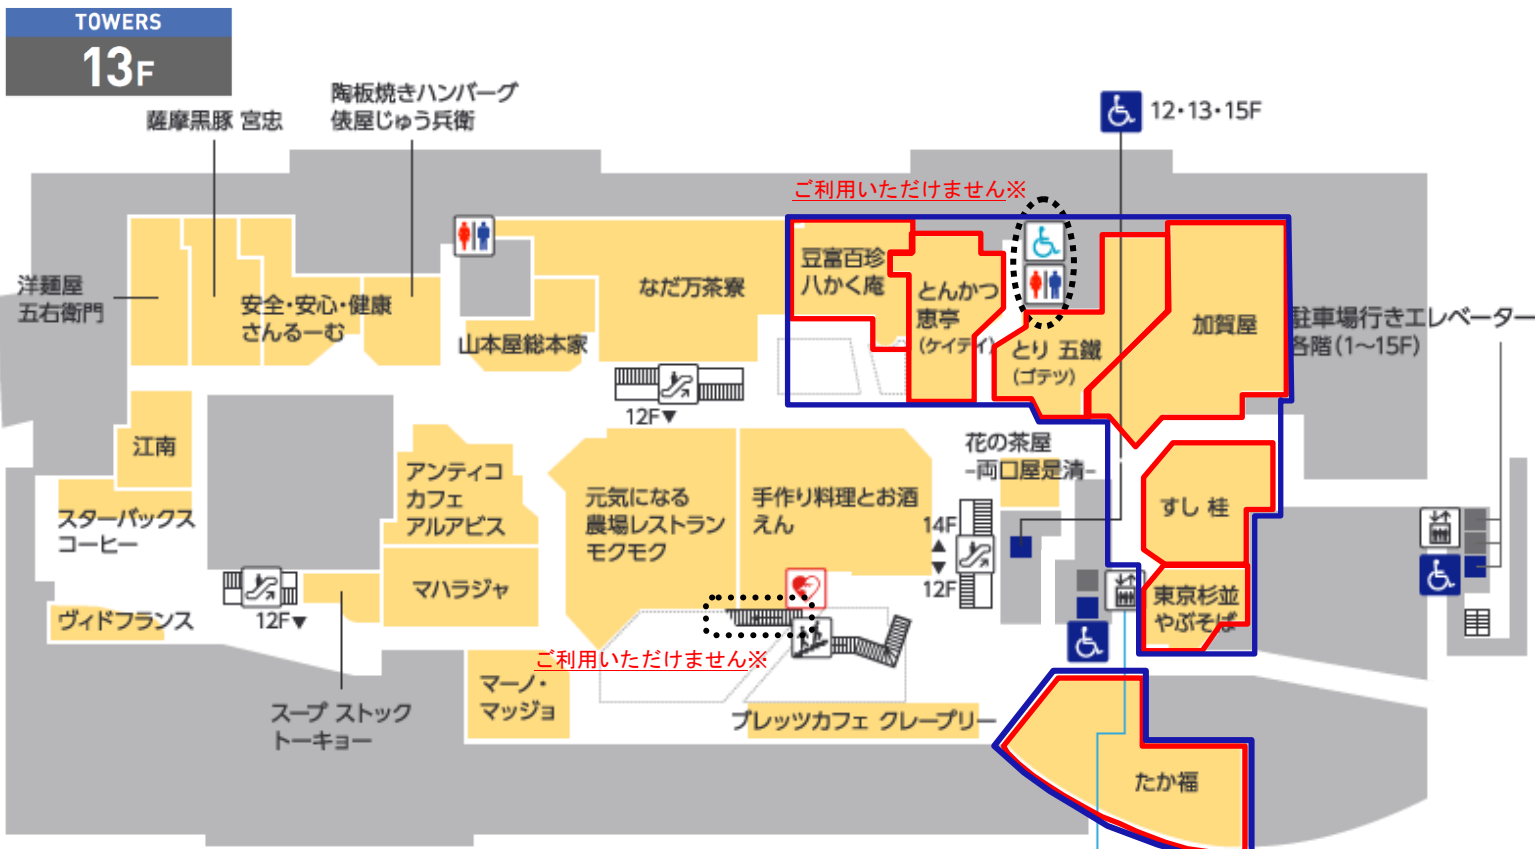 TOWERS
13F
薩摩黒豚 宮忠
陶板焼きハンバーグ
俵屋じゅう兵衛
12・13・15F
ご利用いただけません※
洋麺屋
五右衛門
安全・安心・健康
さんるーむ
山本屋総本家
なだ万茶寮
豆富百珍
八かく庵
とんかつ
恵亭
(ケイテイ)
とり 五鐵
(ゴテツ)
加賀屋
駐車場行きエレベーター
各階(1〜15F)
12F▼
江南
アンティコ
カフェ
アルアビス
元気になる
農場レストラン
モクモク
手作り料理とお酒
えん
花の茶屋
-両口屋是清-
すし 桂
スターバックス
コーヒー
14F
▲
▼
12F
マハラジャ
東京杉並
やぶそば
ヴィドフランス
12F▼
ご利用いただけません※
マーノ・
マッジョ
スープ ストック
トーキョー
ブレッツカフェ クレープリー
たか福